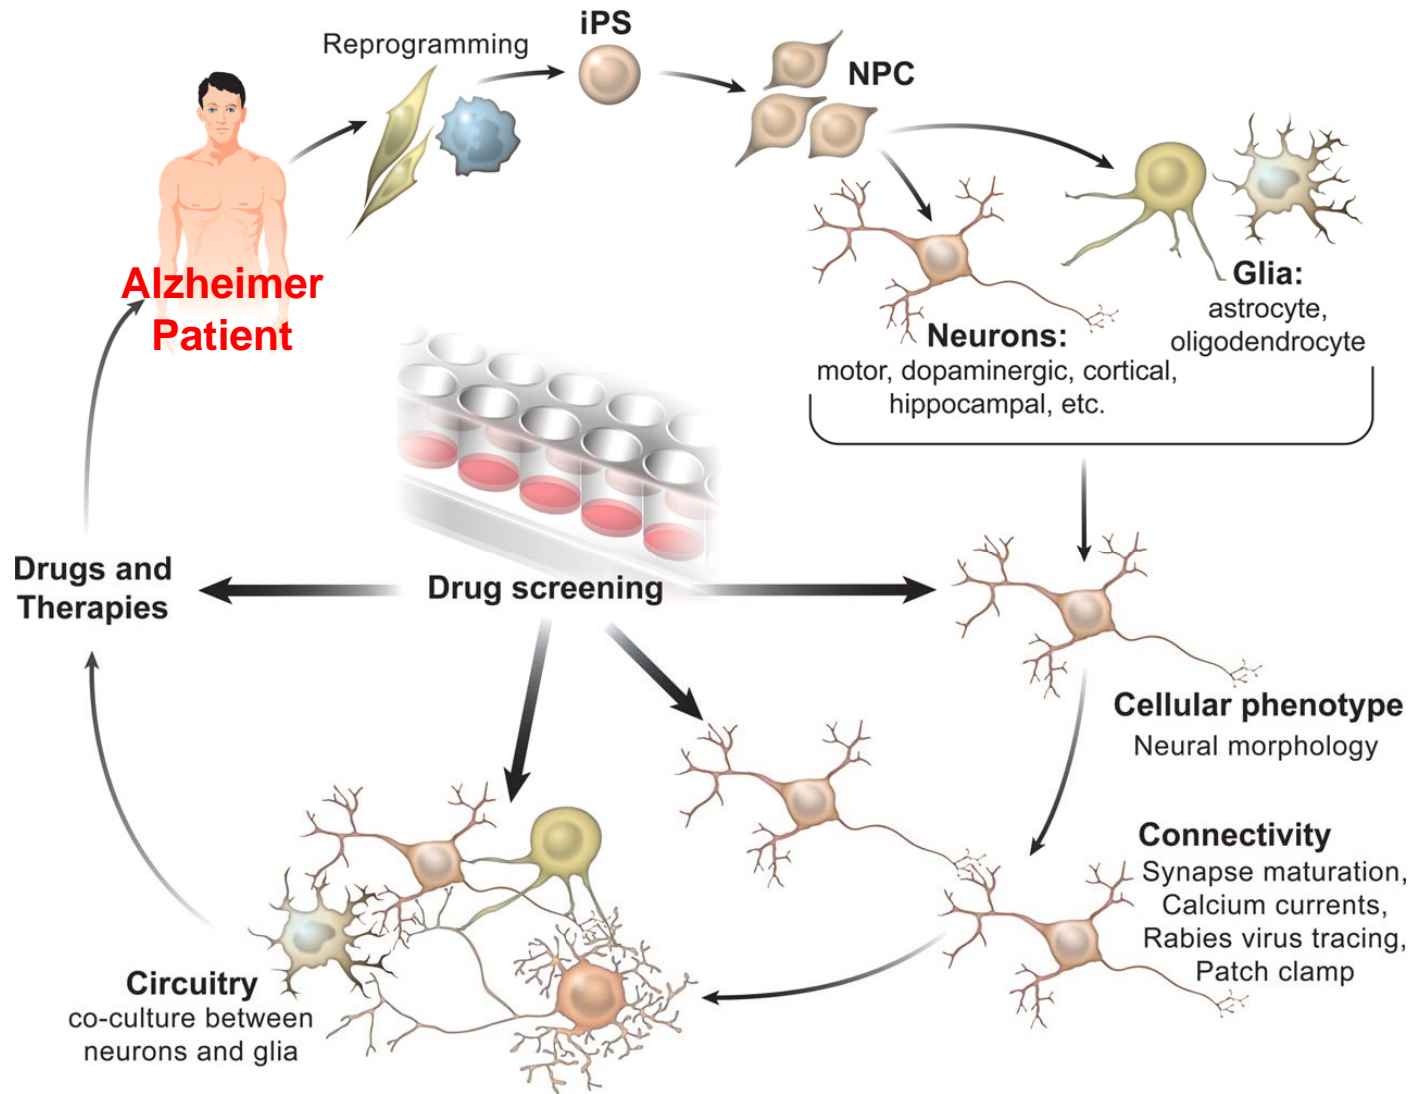 Reprogramming
iPS
NPC
Alzheimer
Patient
Glia:
astrocyte,
oligodendrocyte
Neurons:
motor, dopaminergic, cortical,
hippocampal, etc.
Drugs and
Therapies
Drug screening
Cellular phenotype
Neural morphology
Connectivity
Synapse maturation,
Calcium currents,
Rabies virus tracing,
Patch clamp
Circuitry
co-culture between
neurons and glia